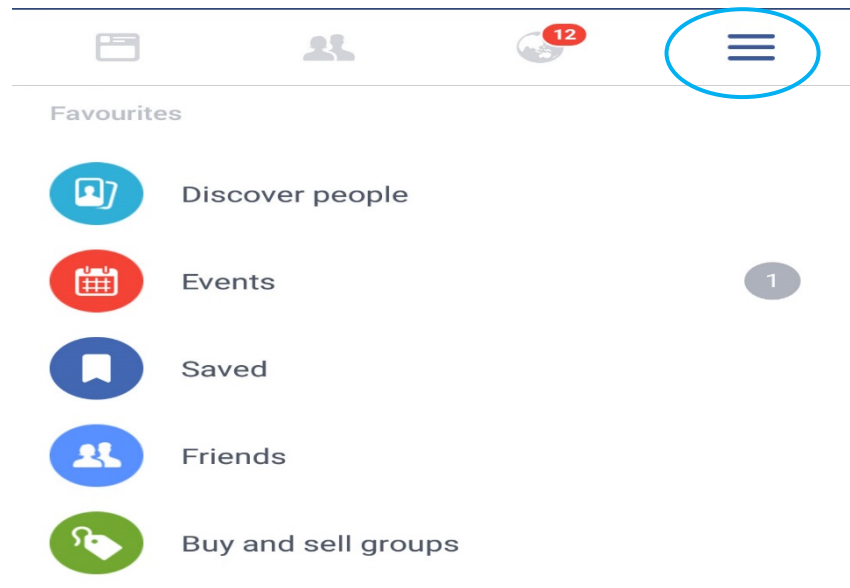 12
Favourites
Discover people
Events 1
Saved
Friends
Buy and sell groups